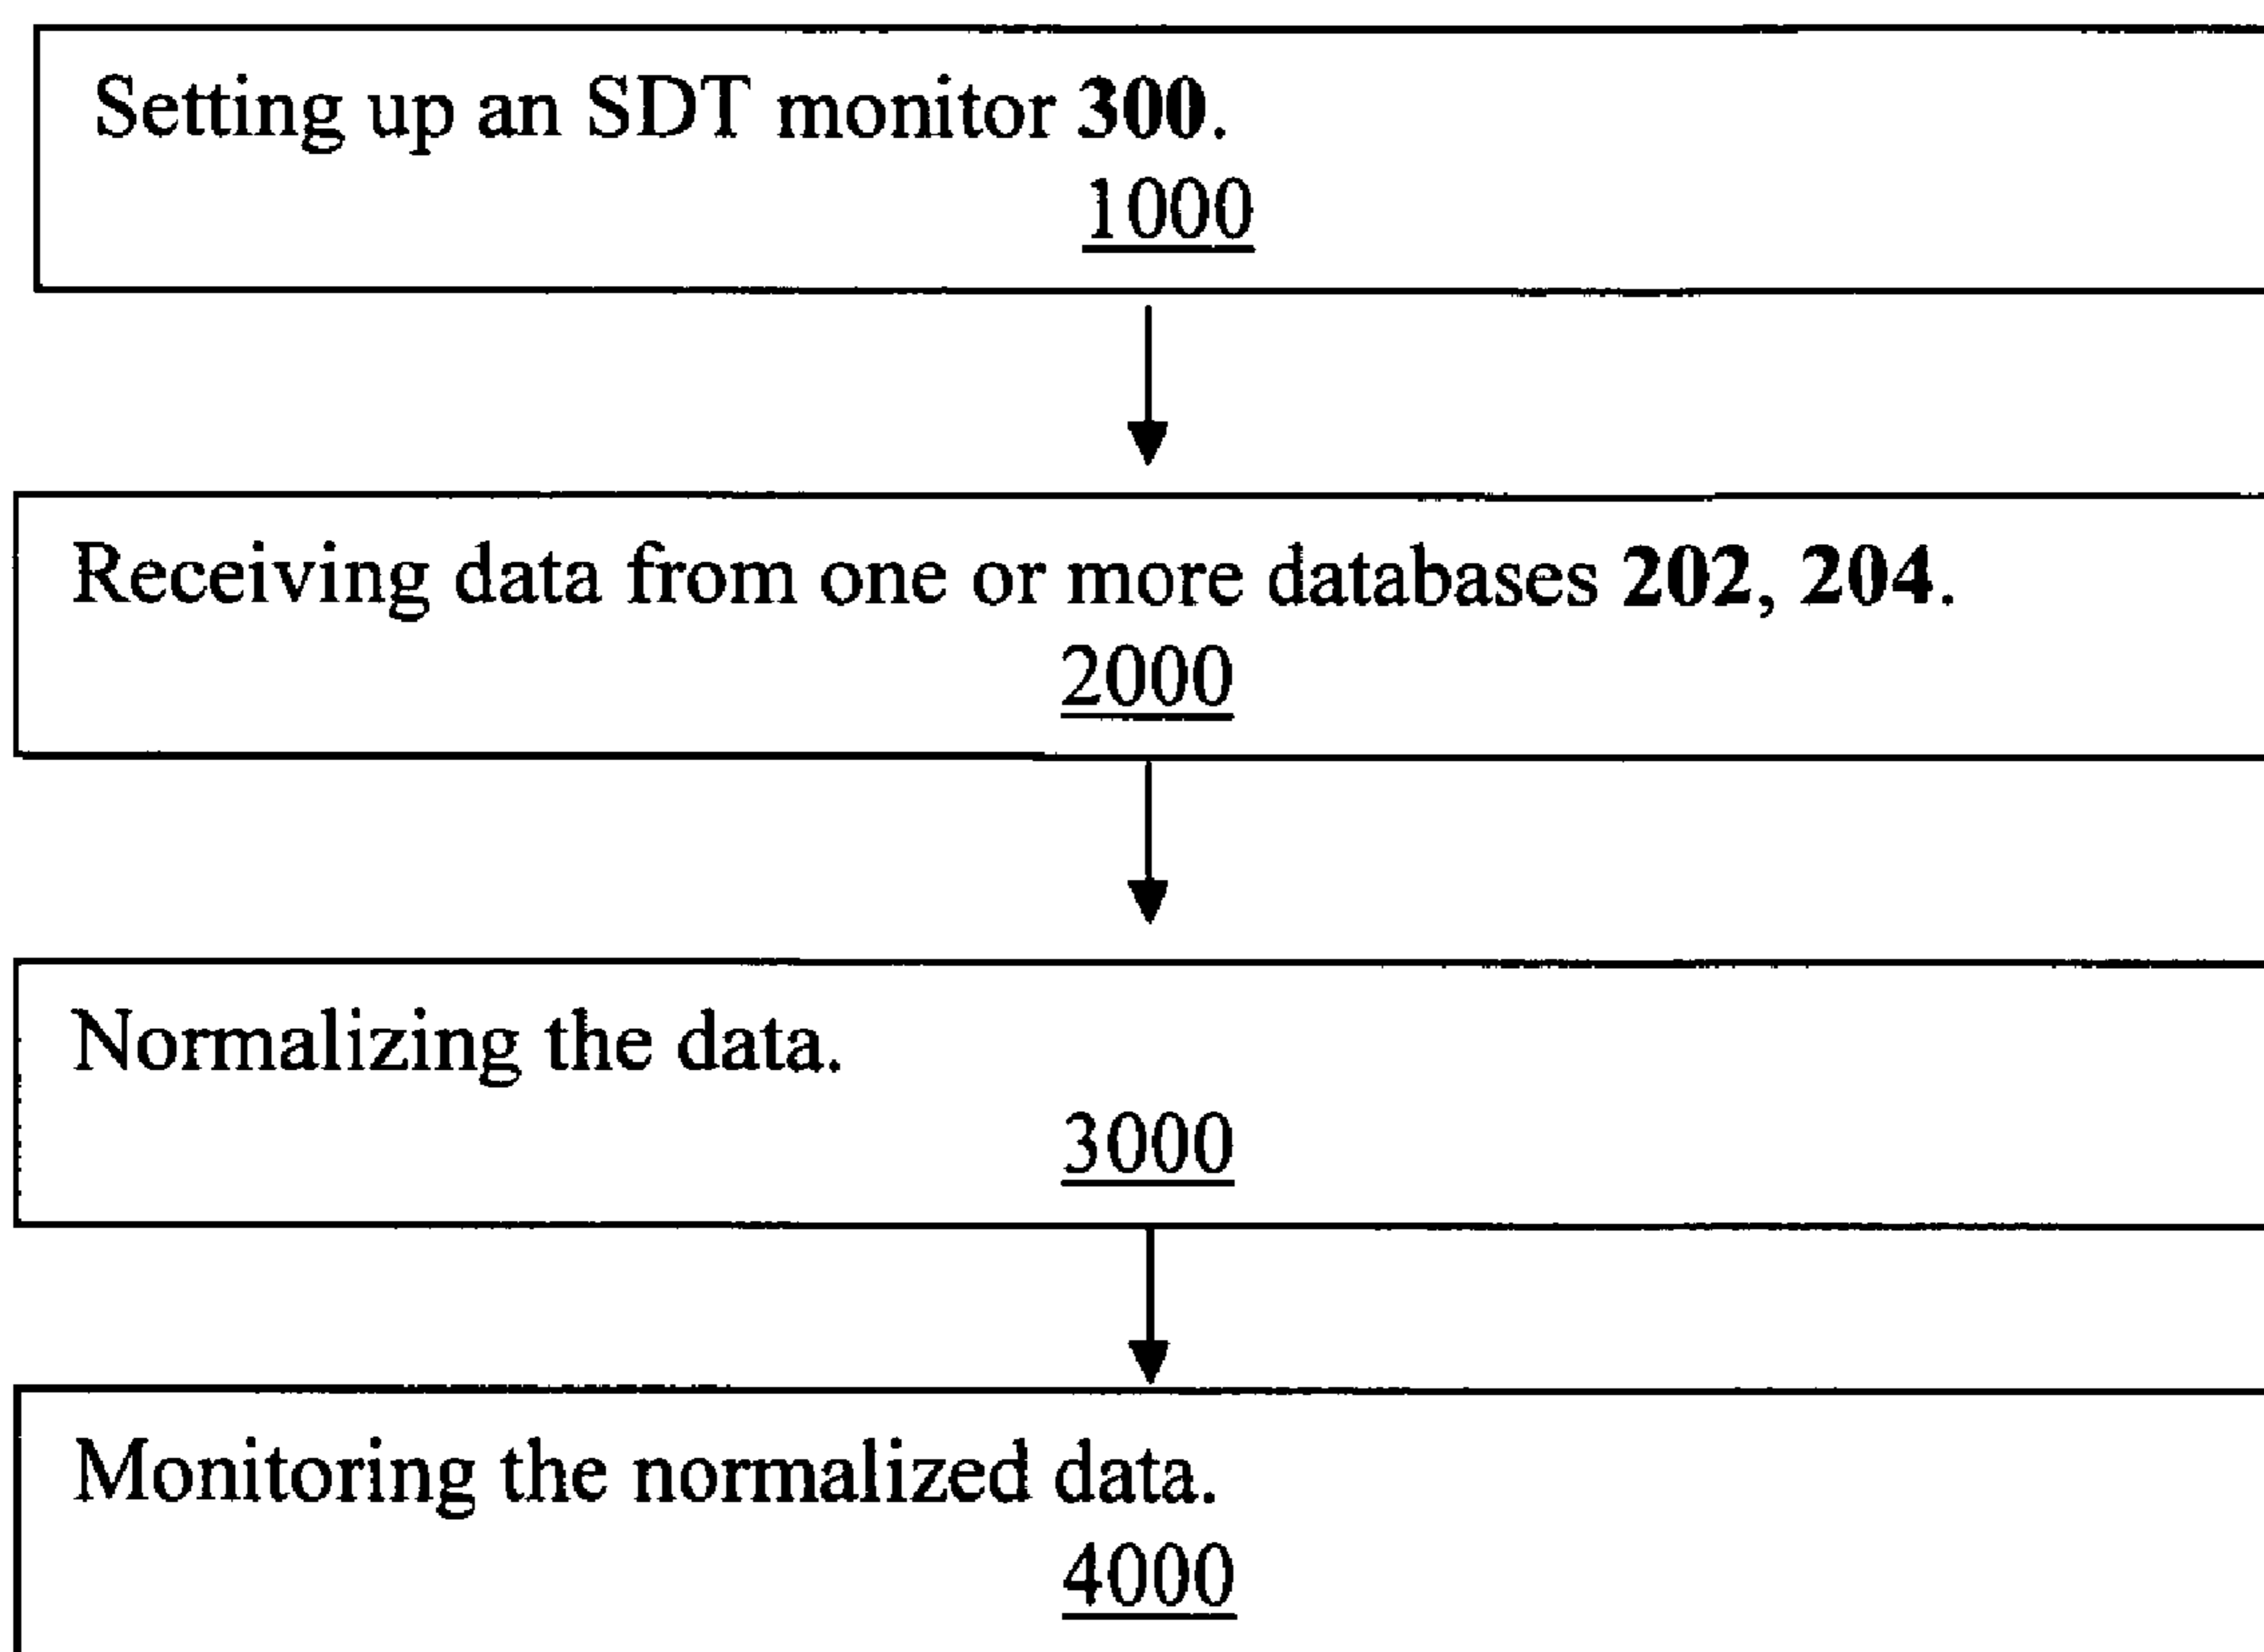 Setting up an SDT monitor 300.
1000
Receiving data from one or more databases 202, 204.
2000
Normalizing the data.
3000
Monitoring the normalized data.
4000